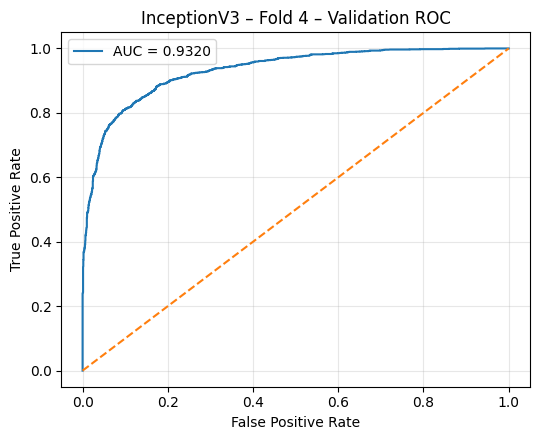 InceptionV3 – Fold 4 – Validation ROC
AUC = 0.9320
True Positive Rate
1.0
0.8
0.6
0.4
0.2
0.0
0.0 0.2 0.4 0.6 0.8 1.0
False Positive Rate